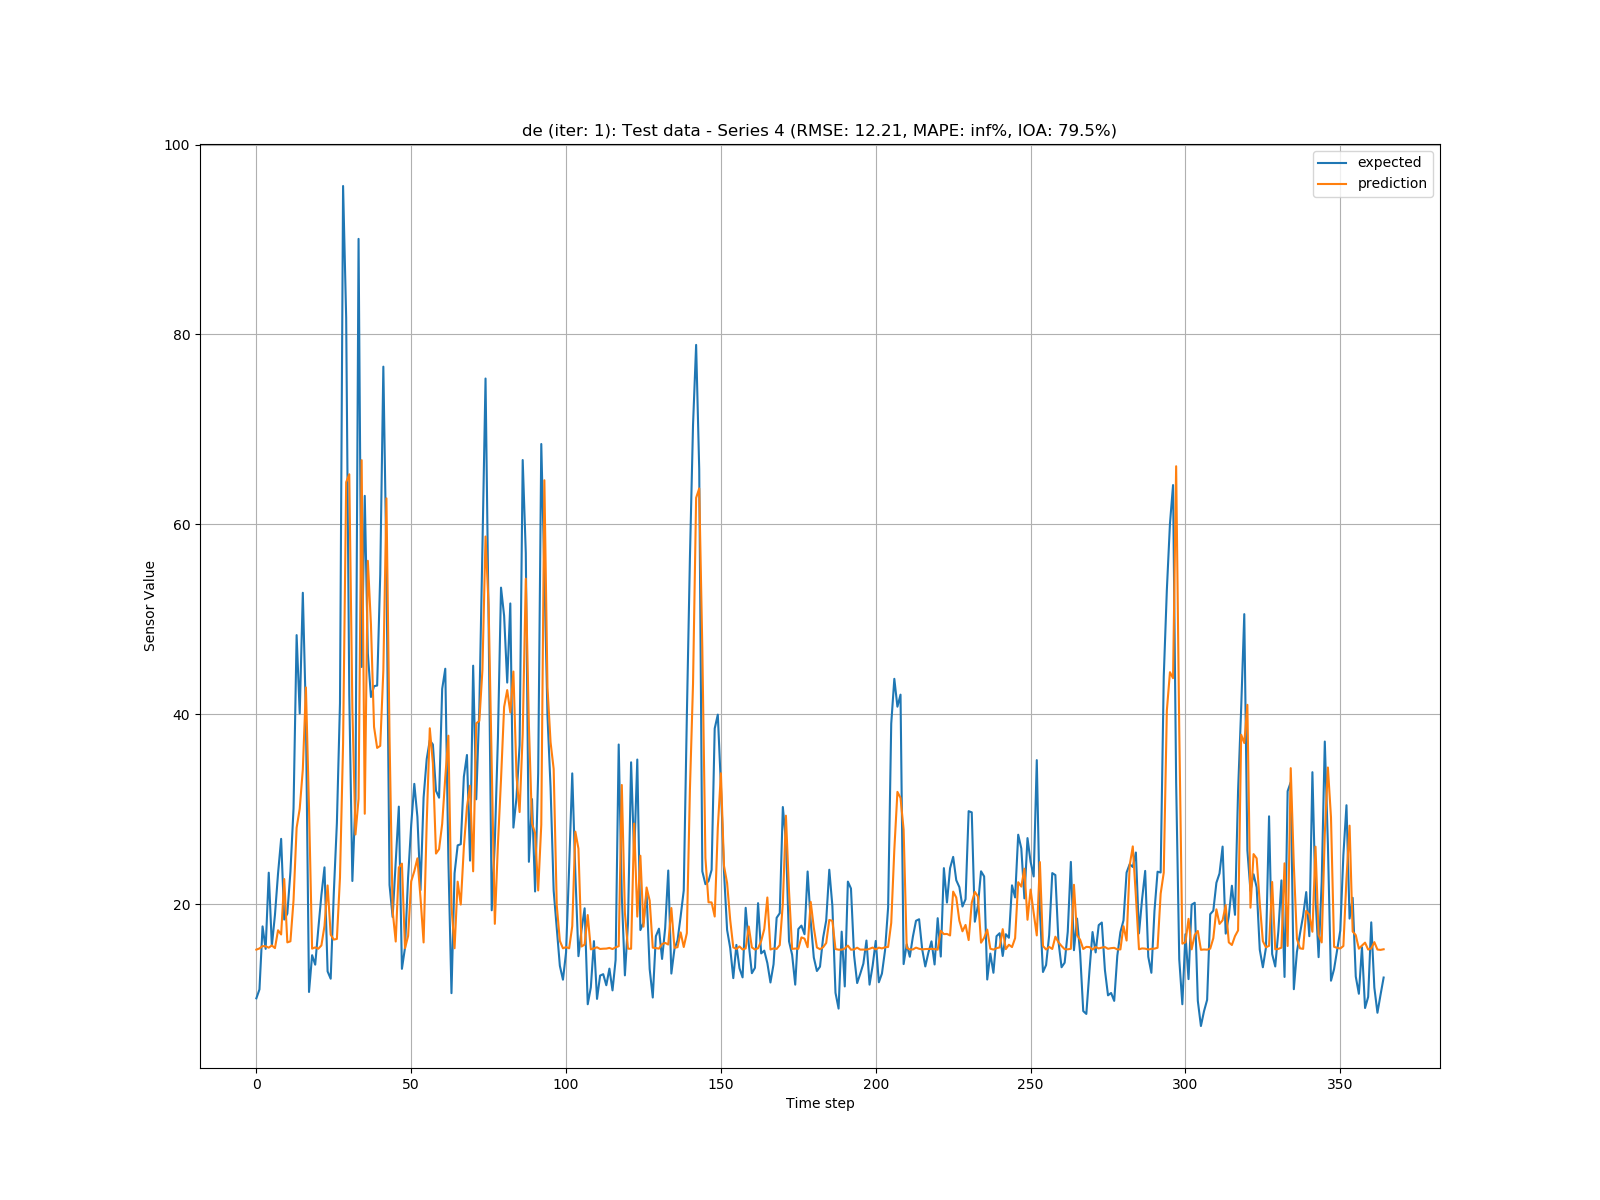 de (iter: 1): Test data - Series 4 (RMSE: 12.21, MAPE: inf%, IOA: 79.5%)
expected
prediction
100
80
60
40
20
Sensor Value
0 50 100 150 200 250 300 350
Time step